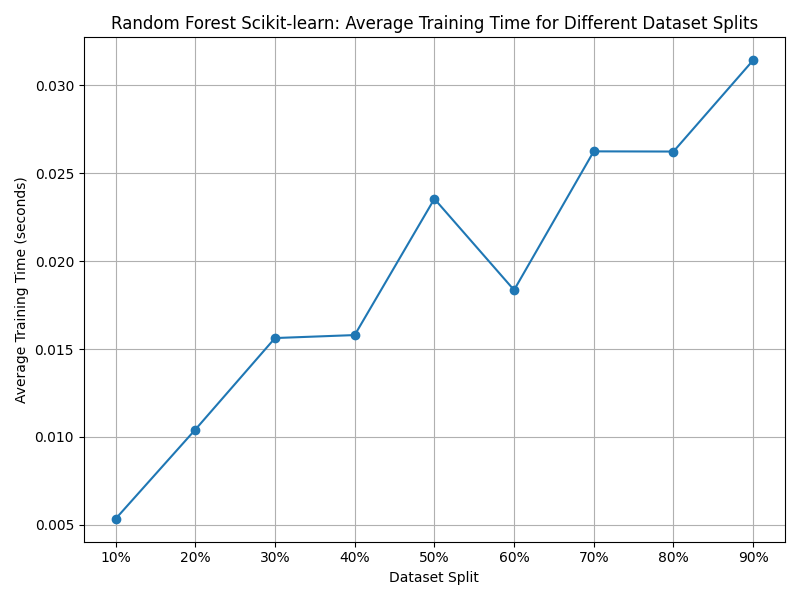 Random Forest Scikit-learn: Average Training Time for Different Dataset Splits
Average Training Time (seconds)
0.030
0.025
0.020
0.015
0.010
0.005
10% 20% 30% 40% 50% 60% 70% 80% 90%
Dataset Split